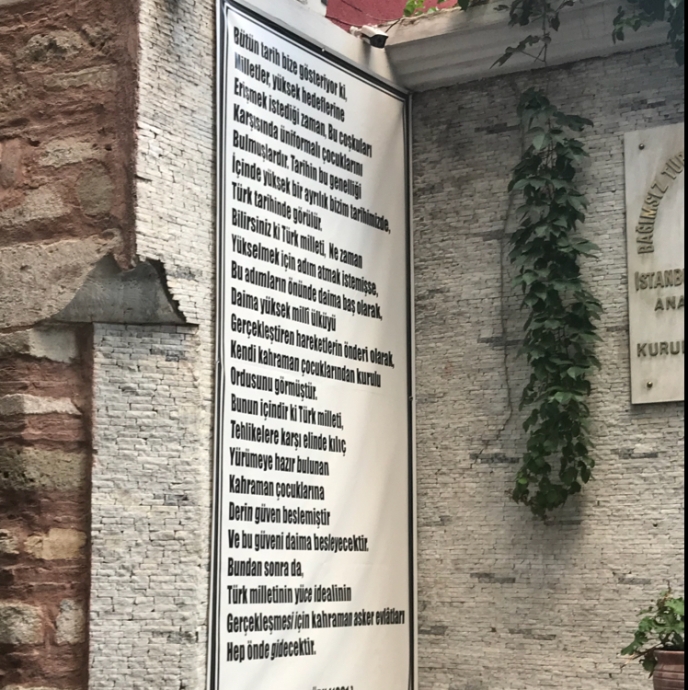 Bütün tarih bize gösteriyor ki,
Milletler, yüksek hedeflerine
Erişmek istediği zaman, Bu coşkuları
Karşısında üniformalı çocuklarını
Bulmuşlardır. Tarihin bu genelliği
İçinde yüksek bir ayrılık bizim tarihimizde,
Türk tarihinde görülür.
Bilirsiniz ki Türk milleti, Ne zaman
Yükselmek için adım atmak istemişse,
Bu adımların önünde daima baş olarak,
Daima yüksek milli ülküyü
Gerçekleştiren hareketlerin önderi olarak,
Kendi kahraman çocuklarından kurulu
Ordusunu görmüştür.
Bunun içindir ki Türk milleti,
Tehlikelere karşı elinde kılıç
Yürümeye hazır bulunan
Kahraman çocuklarına
Derin güven beslemiştir
Ve bu güveni daima besleyecektir.
Bundan sonra da,
Türk milletinin yüce idealinin
Gerçekleşmesi için kahraman asker evlâtları
Hep önde gidecektir.
BAĞIMSIZ